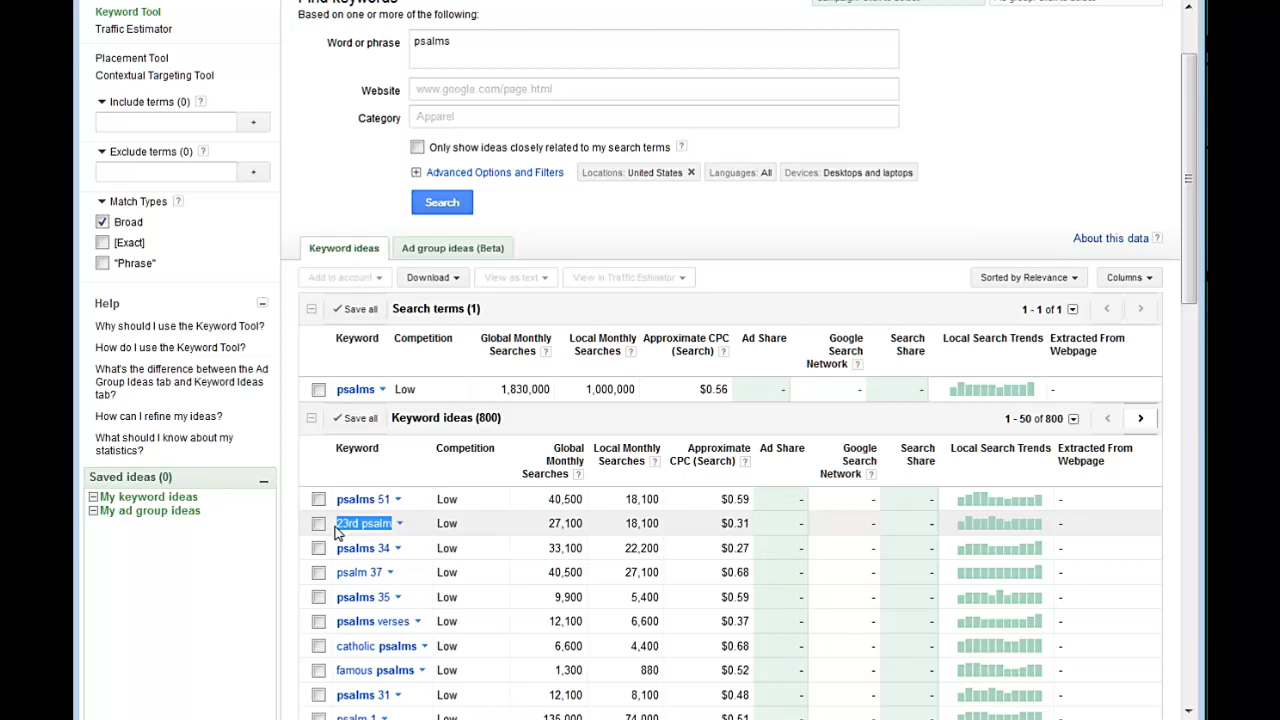 Keyword Tool
Traffic Estimator
Placement Tool
Contextual Targeting Tool
Include terms (0) ?
+
Exclude terms (0) ?
+
Match Types ?
Broad
[Exact]
"Phrase"
Help
Why should I use the Keyword Tool?
How do I use the Keyword Tool?
What's the difference between the Ad
Group Ideas tab and Keyword Ideas
tab?
How can I refine my ideas?
What should I know about my
statistics?
Saved ideas (0)
My keyword ideas
My ad group ideas
Find keywords
Based on one or more of the following:
Word or phrase psalms
Website www.google.com/page.html
Category Apparel
Only show ideas closely related to my search terms ?
Advanced Options and Filters Locations: United States Languages: All Devices: Desktops and laptops
Search
Keyword ideas Ad group ideas (Beta) About this data ?
Add to account Download View as text View in Traffic Estimator Sorted by Relevance Columns
Save all Search terms (1) 1 - 1 of 1
Keyword Competition Global Monthly Searches ? Local Monthly Searches ? Approximate CPC (Search) ? Ad Share Google Search Network ? Search Share Local Search Trends Extracted From Webpage
psalms Low 1,830,000 1,000,000 $0.56 - - - -
Save all Keyword ideas (800) 1 - 50 of 800
Keyword Competition Global Monthly Searches ? Local Monthly Searches ? Approximate CPC (Search) ? Ad Share Google Search Network ? Search Share Local Search Trends Extracted From Webpage
psalms 51 Low 40,500 18,100 $0.59 - - - -
23rd psalm Low 27,100 18,100 $0.31 - - - -
psalms 34 Low 33,100 22,200 $0.27 - - - -
psalm 37 Low 40,500 27,100 $0.68 - - - -
psalms 35 Low 9,900 5,400 $0.59 - - - -
psalms verses Low 12,100 6,600 $0.37 - - - -
catholic psalms Low 6,600 4,400 $0.68 - - - -
famous psalms Low 1,300 880 $0.52 - - - -
psalms 31 Low 12,100 8,100 $0.48 - - - -
psalm 1 Low 74,000